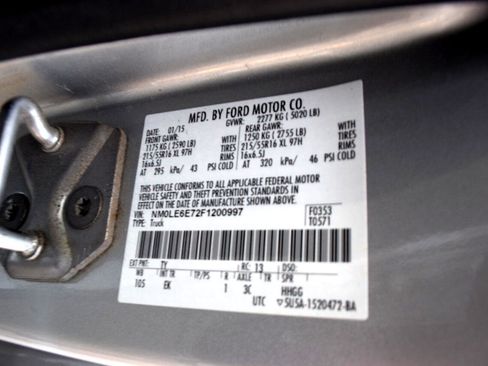 MFD. BY FORD MOTOR CO.
DATE: 01/15 GVWR: 2277 KG ( 5020 LB)
FRONT GAWR: REAR GAWR:
1175 KG ( 2590 LB) WITH 1250 KG ( 2755 LB) WITH
215/55R16 XL 97H TIRES 215/55R16 XL 97H TIRES
16x6.5J RIMS 16x6.5J RIMS
AT 295 kPa/ 43 PSI COLD AT 320 kPa/ 46 PSI COLD
THIS VEHICLE CONFORMS TO ALL APPLICABLE FEDERAL MOTOR
VEHICLE SAFETY AND THEFT PREVENTION STANDARDS IN
EFFECT ON THE DATE OF MANUFACTURE SHOWN ABOVE.
VIN: NM0LE6E72F1200997 F0353
TYPE: Truck T0571
EXT PNT: TY RC: 13 DSO:
WB INT TR TP/PS R AXLE TR SPR
105 EK 1 3C HHGG
UTC 5U5A-1520472-BA